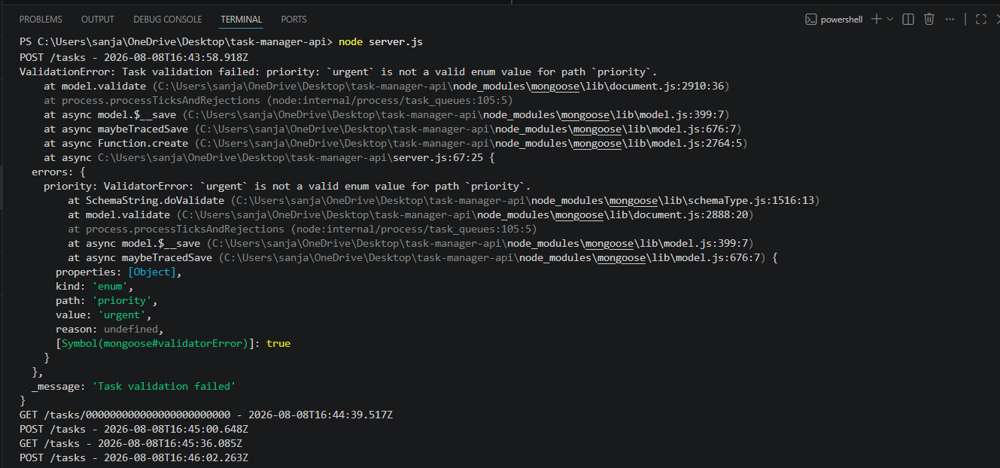 PROBLEMS OUTPUT DEBUG CONSOLE TERMINAL PORTS powershell
PS C:\Users\sanja\OneDrive\Desktop\task-manager-api> node server.js
POST /tasks - 2026-08-08T16:43:58.918Z
ValidationError: Task validation failed: priority: `urgent` is not a valid enum value for path `priority`.
    at model.validate (C:\Users\sanja\OneDrive\Desktop\task-manager-api\node_modules\mongoose\lib\document.js:2910:36)
    at process.processTicksAndRejections (node:internal/process/task_queues:105:5)
    at async model.$__save (C:\Users\sanja\OneDrive\Desktop\task-manager-api\node_modules\mongoose\lib\model.js:399:7)
    at async maybeTracedSave (C:\Users\sanja\OneDrive\Desktop\task-manager-api\node_modules\mongoose\lib\model.js:676:7)
    at async Function.create (C:\Users\sanja\OneDrive\Desktop\task-manager-api\node_modules\mongoose\lib\model.js:2764:5)
    at async C:\Users\sanja\OneDrive\Desktop\task-manager-api\server.js:67:25 {
  errors: {
    priority: ValidatorError: `urgent` is not a valid enum value for path `priority`.
        at SchemaString.doValidate (C:\Users\sanja\OneDrive\Desktop\task-manager-api\node_modules\mongoose\lib\schemaType.js:1516:13)
        at model.validate (C:\Users\sanja\OneDrive\Desktop\task-manager-api\node_modules\mongoose\lib\document.js:2888:20)
        at process.processTicksAndRejections (node:internal/process/task_queues:105:5)
        at async model.$__save (C:\Users\sanja\OneDrive\Desktop\task-manager-api\node_modules\mongoose\lib\model.js:399:7)
        at async maybeTracedSave (C:\Users\sanja\OneDrive\Desktop\task-manager-api\node_modules\mongoose\lib\model.js:676:7) {
      properties: [Object],
      kind: 'enum',
      path: 'priority',
      value: 'urgent',
      reason: undefined,
      [Symbol(mongoose#validatorError)]: true
    }
  },
  _message: 'Task validation failed'
}
GET /tasks/000000000000000000000000 - 2026-08-08T16:44:39.517Z
POST /tasks - 2026-08-08T16:45:00.648Z
GET /tasks - 2026-08-08T16:45:36.085Z
POST /tasks - 2026-08-08T16:46:02.263Z